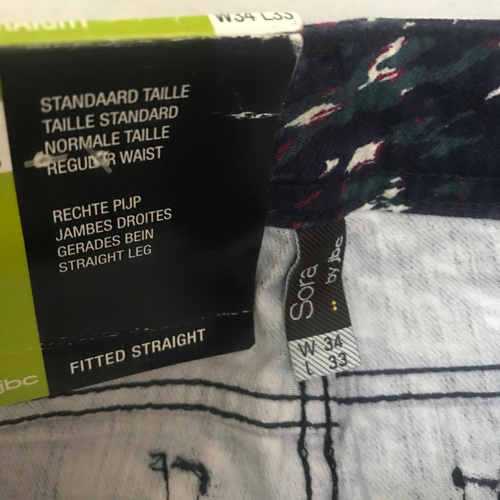 W34 L33
STANDAARD TAILLE
TAILLE STANDARD
NORMALE TAILLE
WAIST
RECHTE PIJP
JAMBES DROITES
GERADES BEIN
STRAIGHT LEG
FITTED STRAIGHT
jbc
Sora
by jbc
W 34
L 33